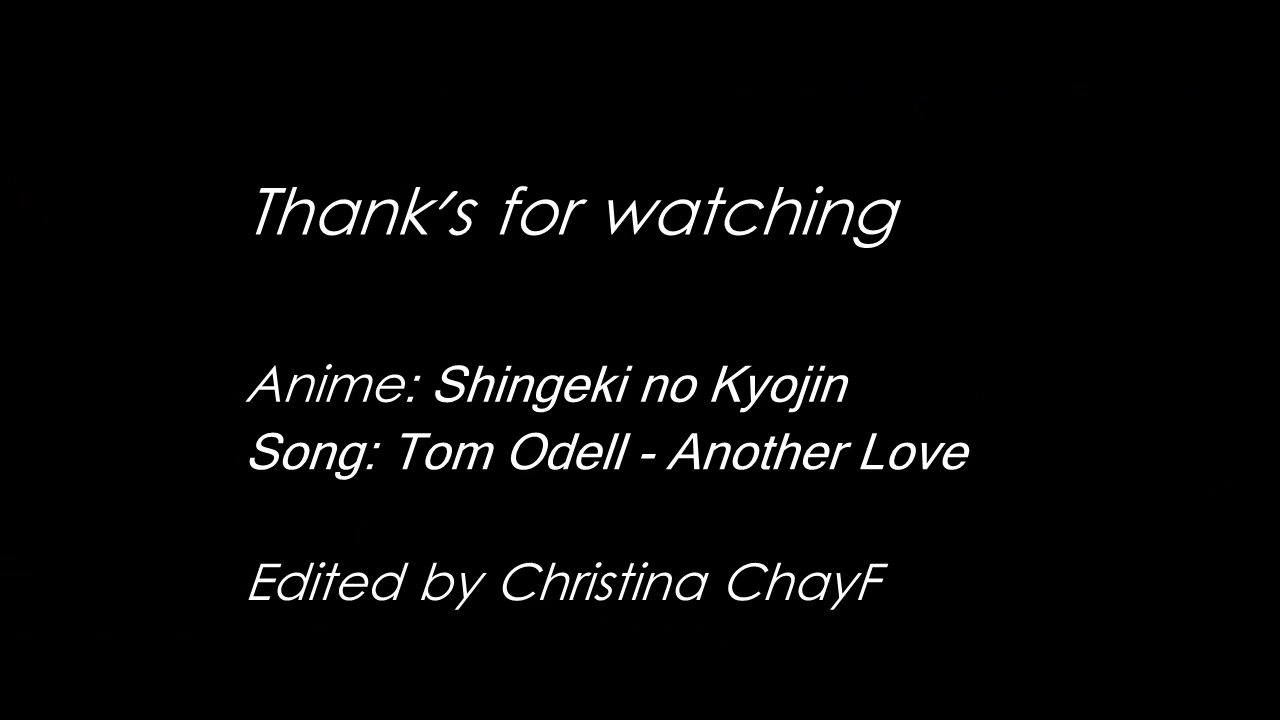 Thank's for watching
Anime: Shingeki no Kyojin
Song: Tom Odell - Another Love
Edited by Christina ChayF